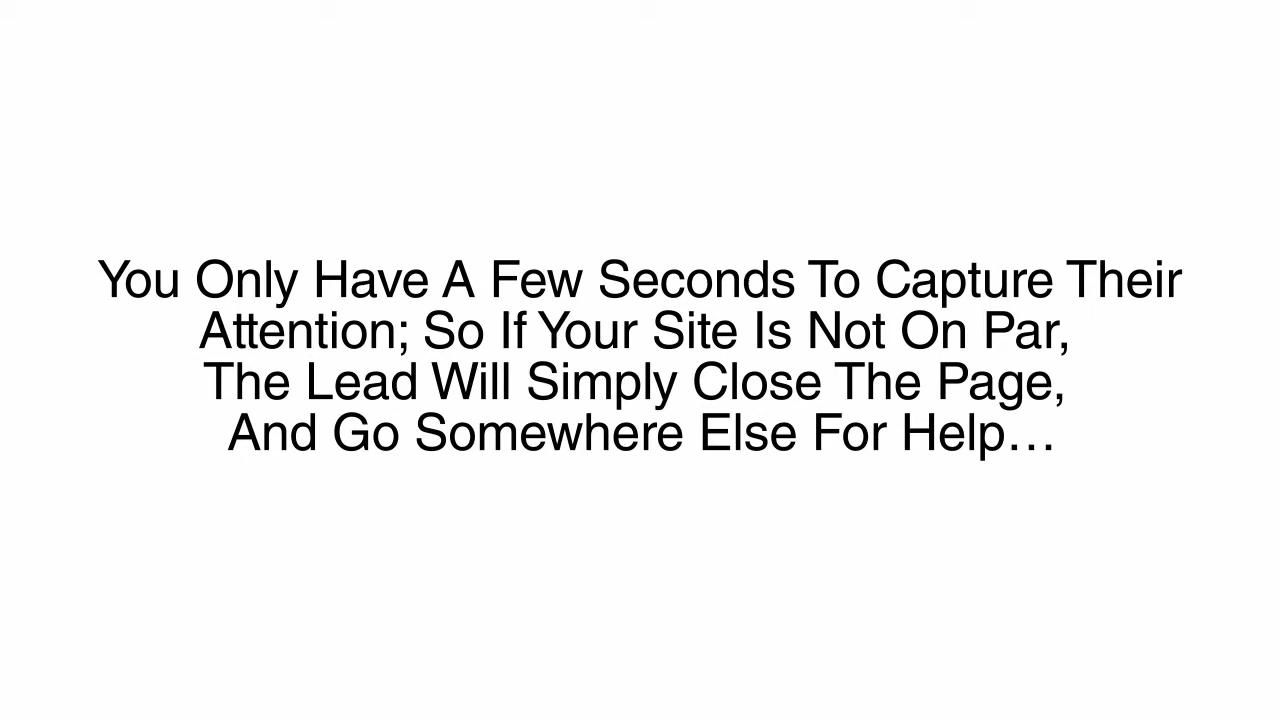 You Only Have A Few Seconds To Capture Their
Attention; So If Your Site Is Not On Par,
The Lead Will Simply Close The Page,
And Go Somewhere Else For Help…